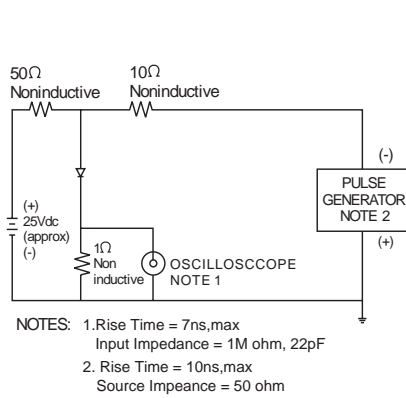 50Ω
Noninductive
10Ω
Noninductive
(+)
25Vdc
(approx)
(-)
1Ω
Non
inductive
OSCILLOSCCOPE
NOTE 1
(-)
PULSE
GENERATOR
NOTE 2
(+)
NOTES: 1.Rise Time = 7ns,max
Input Impedance = 1M ohm, 22pF
2. Rise Time = 10ns,max
Source Impeance = 50 ohm